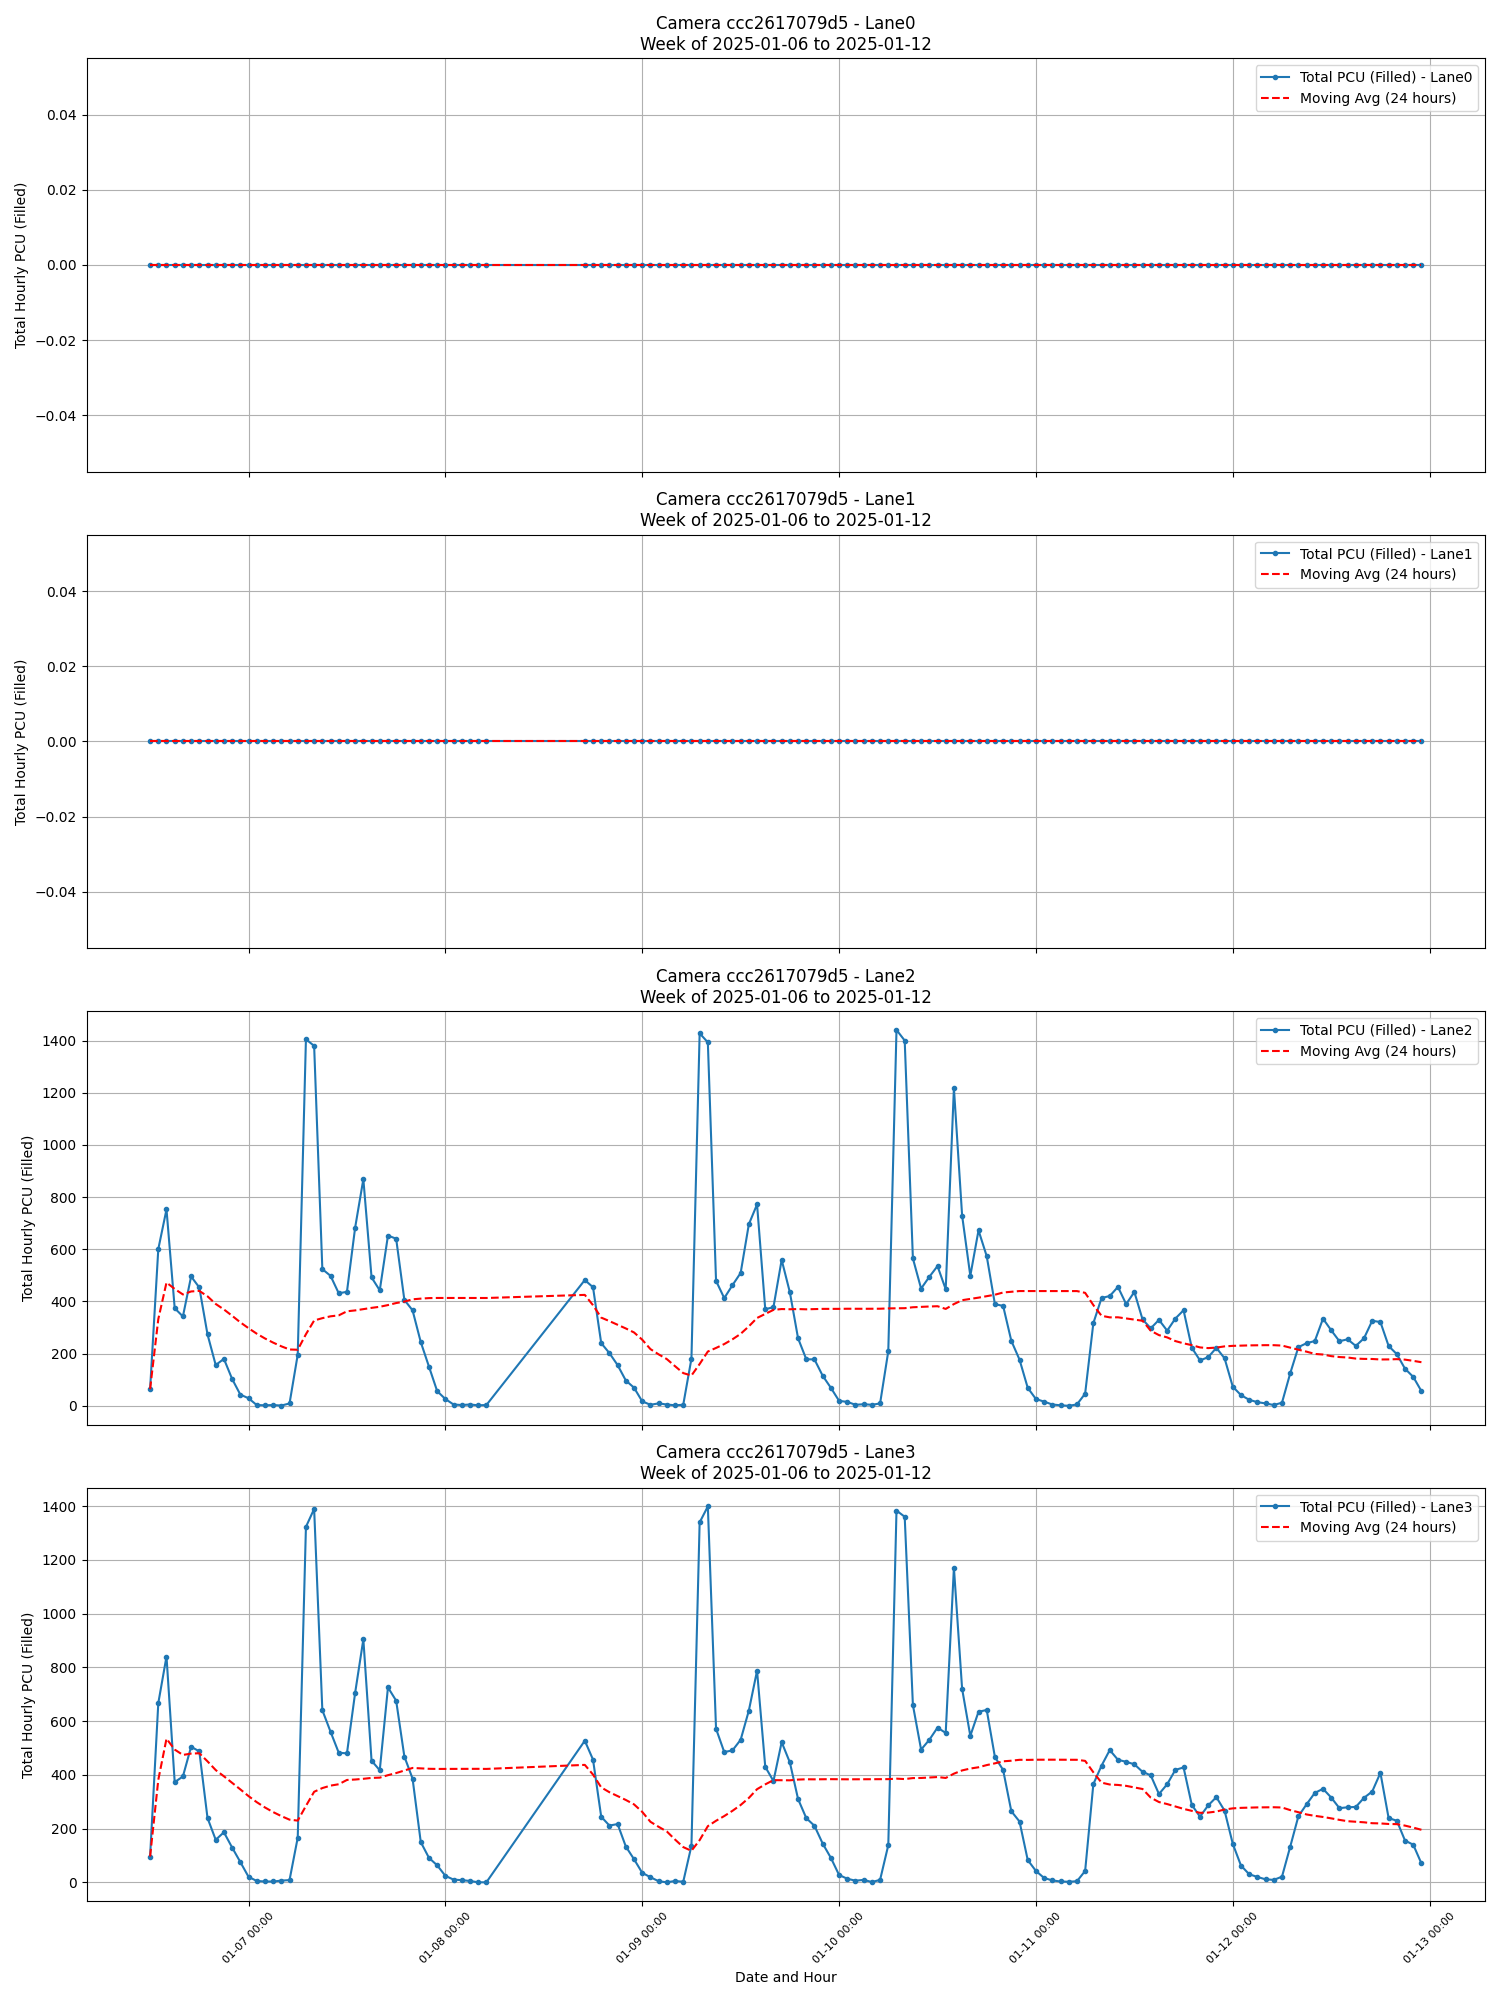 Camera ccc2617079d5 - Lane0
Week of 2025-01-06 to 2025-01-12
Total PCU (Filled) - Lane0
Moving Avg (24 hours)
Total Hourly PCU (Filled)
0.04
0.02
0.00
−0.02
−0.04
Camera ccc2617079d5 - Lane1
Week of 2025-01-06 to 2025-01-12
Total PCU (Filled) - Lane1
Moving Avg (24 hours)
Total Hourly PCU (Filled)
0.04
0.02
0.00
−0.02
−0.04
Camera ccc2617079d5 - Lane2
Week of 2025-01-06 to 2025-01-12
Total PCU (Filled) - Lane2
Moving Avg (24 hours)
Total Hourly PCU (Filled)
1400
1200
1000
800
600
400
200
0
Camera ccc2617079d5 - Lane3
Week of 2025-01-06 to 2025-01-12
Total PCU (Filled) - Lane3
Moving Avg (24 hours)
Total Hourly PCU (Filled)
1400
1200
1000
800
600
400
200
0
01-07 00:00
01-08 00:00
01-09 00:00
01-10 00:00
01-11 00:00
01-12 00:00
01-13 00:00
Date and Hour